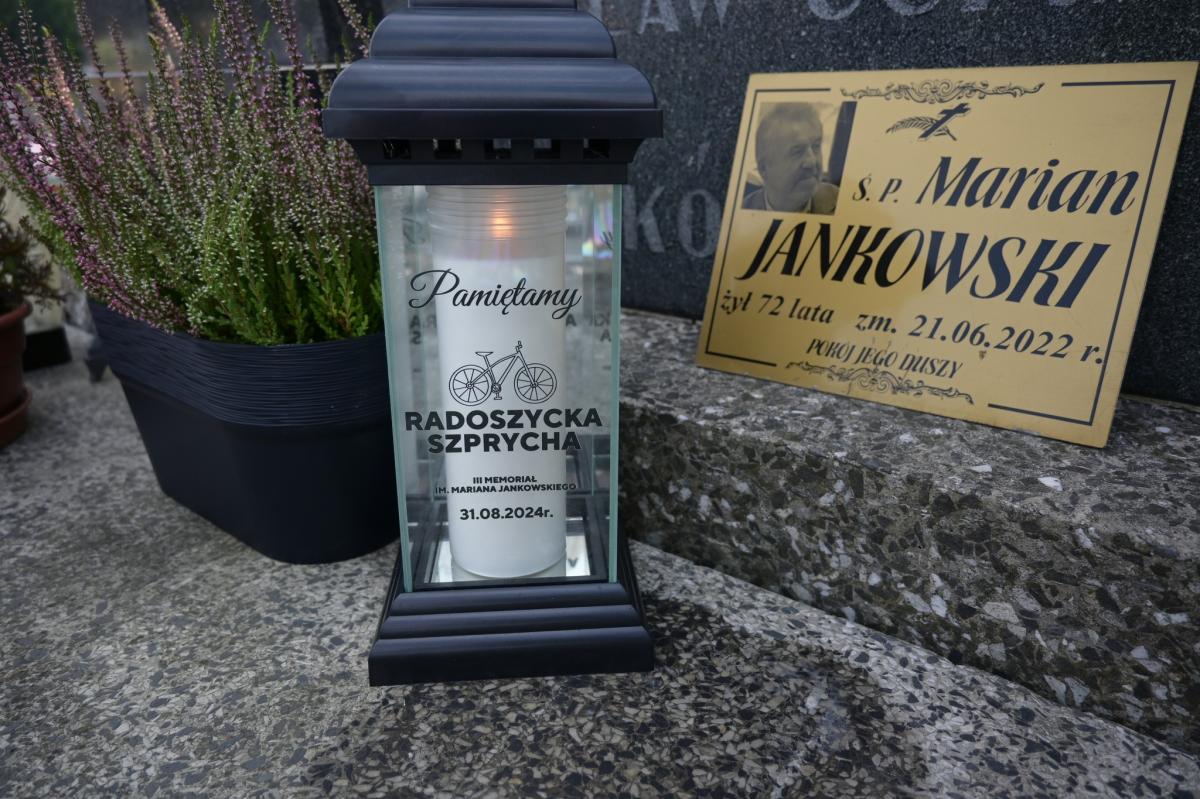 Pamiętamy
RADOSZYCKA
SZPRYCHA
III MEMORIAŁ
IM. MARIANA JANKOWSKIEGO
31.08.2024r.
Ś. P. Marian
JANKOWSKI
żył 72 lata zm. 21.06.2022 r.
POKÓJ JEGO DUSZY